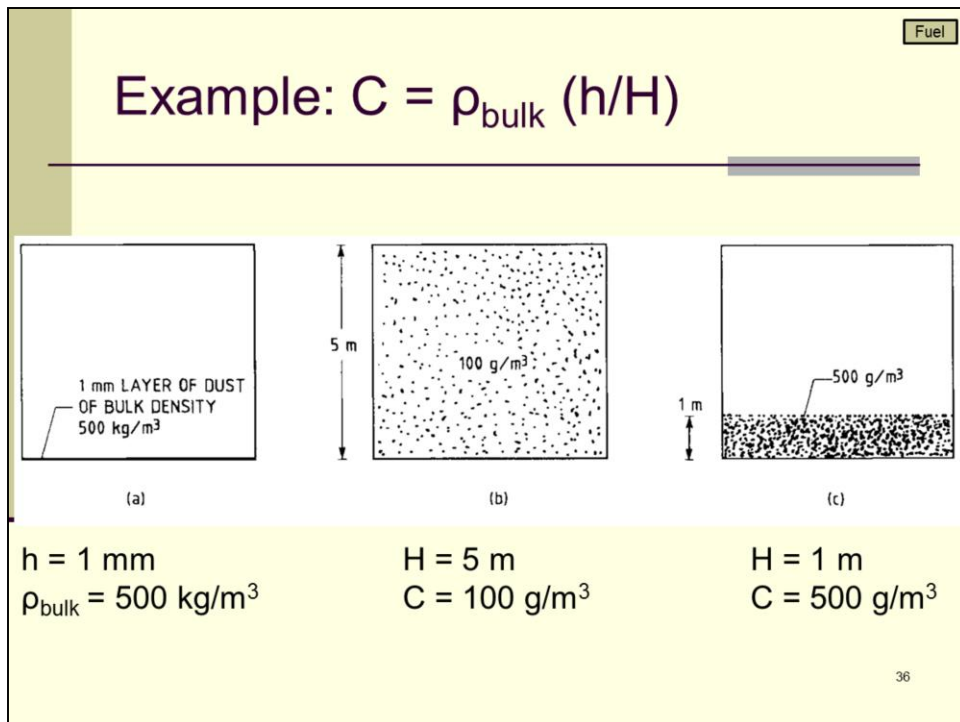 Fuel
Example: C = ρbulk (h/H)
1 mm LAYER OF DUST
OF BULK DENSITY
500 kg/m³
(a)
5 m
100 g/m³
(b)
1 m
500 g/m³
(c)
h = 1 mm
ρbulk = 500 kg/m³
H = 5 m
C = 100 g/m³
H = 1 m
C = 500 g/m³
36